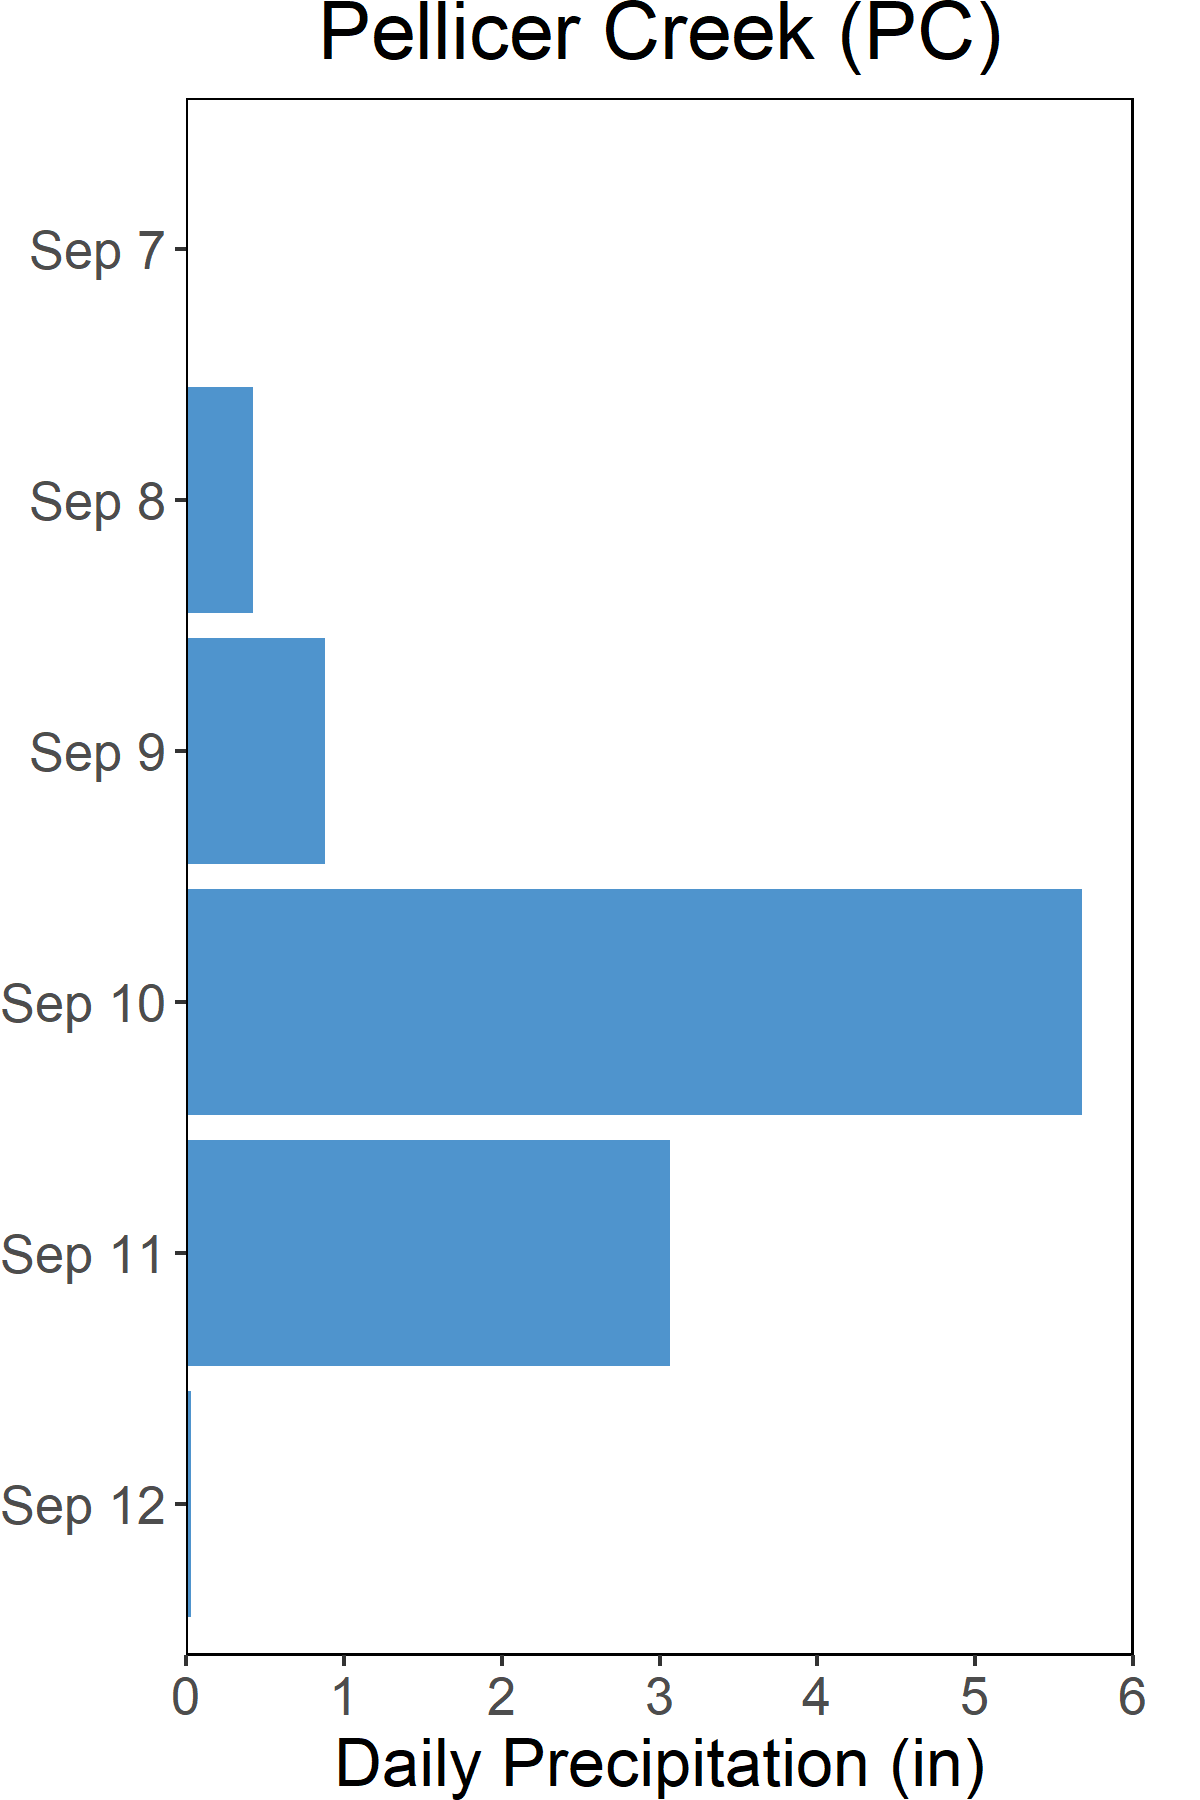 Pellicer Creek (PC)
Sep 7
Sep 8
Sep 9
Sep 10
Sep 11
Sep 12
0 1 2 3 4 5 6
Daily Precipitation (in)